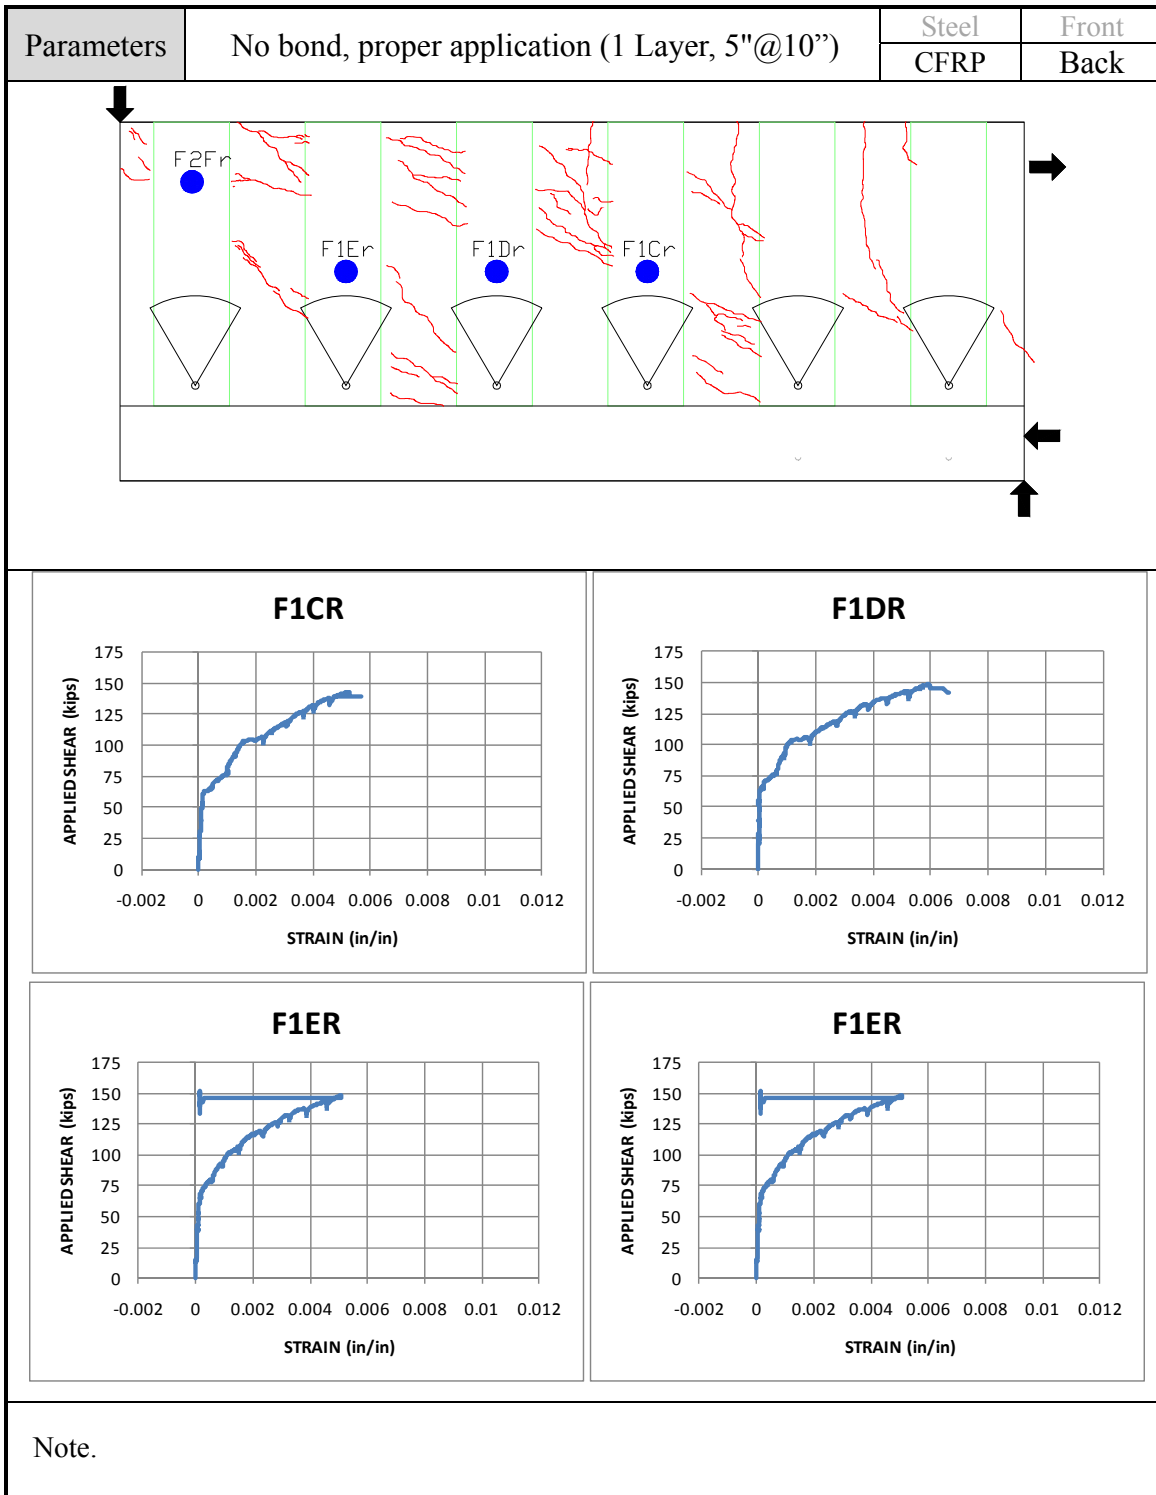 Parameters No bond, proper application (1 Layer, 5"@10”) Steel Front
CFRP Back
F2Fr
F1Er F1Dr F1Cr
F1CR
APPLIED SHEAR (kips)
175
150
125
100
75
50
25
0
-0.002 0 0.002 0.004 0.006 0.008 0.01 0.012
STRAIN (in/in)
F1DR
APPLIED SHEAR (kips)
175
150
125
100
75
50
25
0
-0.002 0 0.002 0.004 0.006 0.008 0.01 0.012
STRAIN (in/in)
F1ER
APPLIED SHEAR (kips)
175
150
125
100
75
50
25
0
-0.002 0 0.002 0.004 0.006 0.008 0.01 0.012
STRAIN (in/in)
F1ER
APPLIED SHEAR (kips)
175
150
125
100
75
50
25
0
-0.002 0 0.002 0.004 0.006 0.008 0.01 0.012
STRAIN (in/in)
Note.